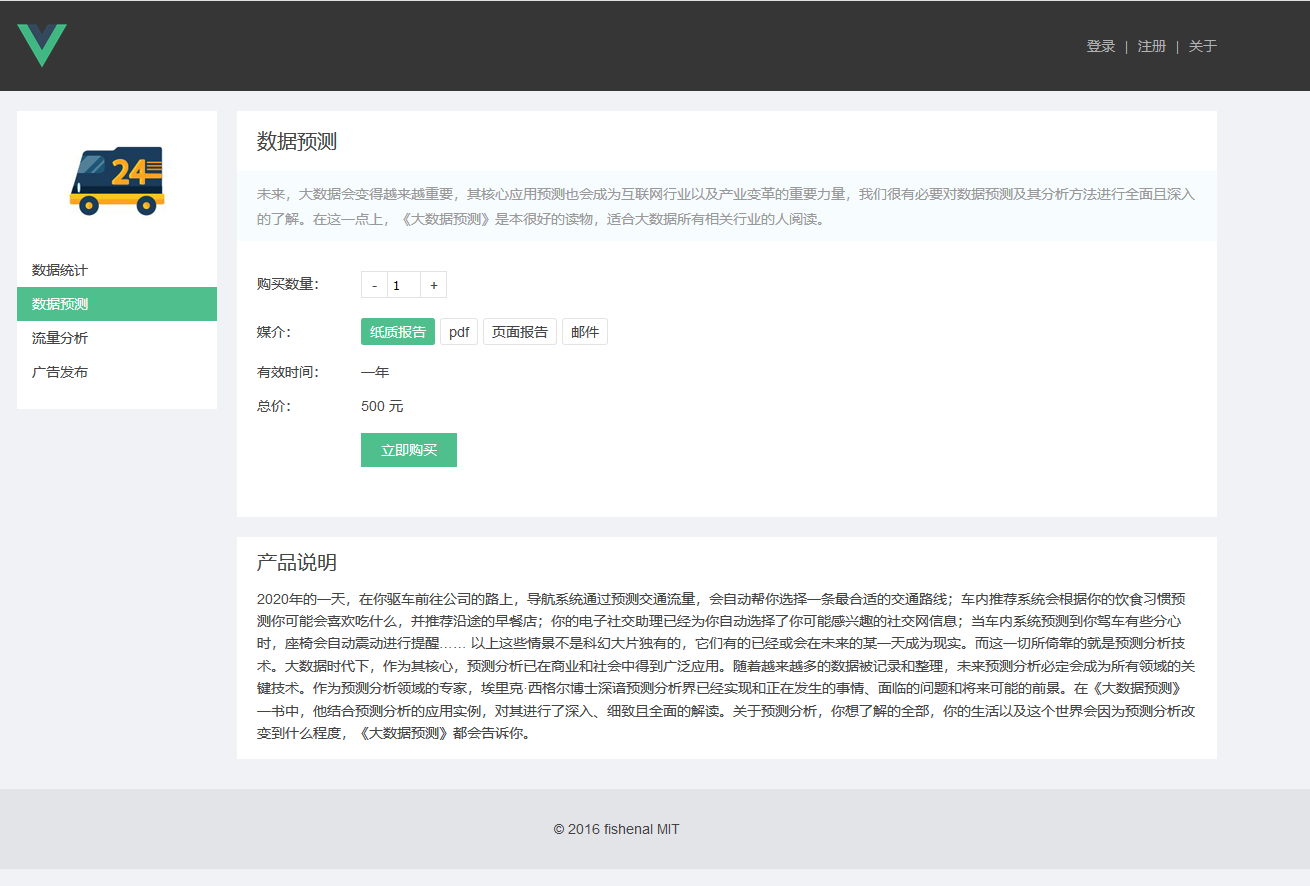 登录 | 注册 | 关于
24
数据统计
数据预测
流量分析
广告发布
数据预测
未来，大数据会变得越来越重要，其核心应用预测也会成为互联网行业以及产业变革的重要力量，我们很有必要对数据预测及其分析方法进行全面且深入
的了解。在这一点上，《大数据预测》是本很好的读物，适合大数据所有相关行业的人阅读。
购买数量： - 1 +
媒介： 纸质报告 pdf 页面报告 邮件
有效时间： 一年
总价： 500 元
立即购买
产品说明
2020年的一天，在你驱车前往公司的路上，导航系统通过预测交通流量，会自动帮你选择一条最合适的交通路线；车内推荐系统会根据你的饮食习惯预
测你可能会喜欢吃什么，并推荐沿途的早餐店；你的电子社交助理已经为你自动选择了你可能感兴趣的社交网信息；当车内系统预测到你驾车有些分心
时，座椅会自动震动进行提醒…… 以上这些情景不是科幻大片独有的，它们有的已经或会在未来的某一天成为现实。而这一切所倚靠的就是预测分析技
术。大数据时代下，作为其核心，预测分析已在商业和社会中得到广泛应用。随着越来越多的数据被记录和整理，未来预测分析必定会成为所有领域的关
键技术。作为预测分析领域的专家，埃里克·西格尔博士深谙预测分析界已经实现和正在发生的事情、面临的问题和将来可能的前景。在《大数据预测》
一书中，他结合预测分析的应用实例，对其进行了深入、细致且全面的解读。关于预测分析，你想了解的全部，你的生活以及这个世界会因为预测分析改
变到什么程度，《大数据预测》都会告诉你。
© 2016 fishenal MIT